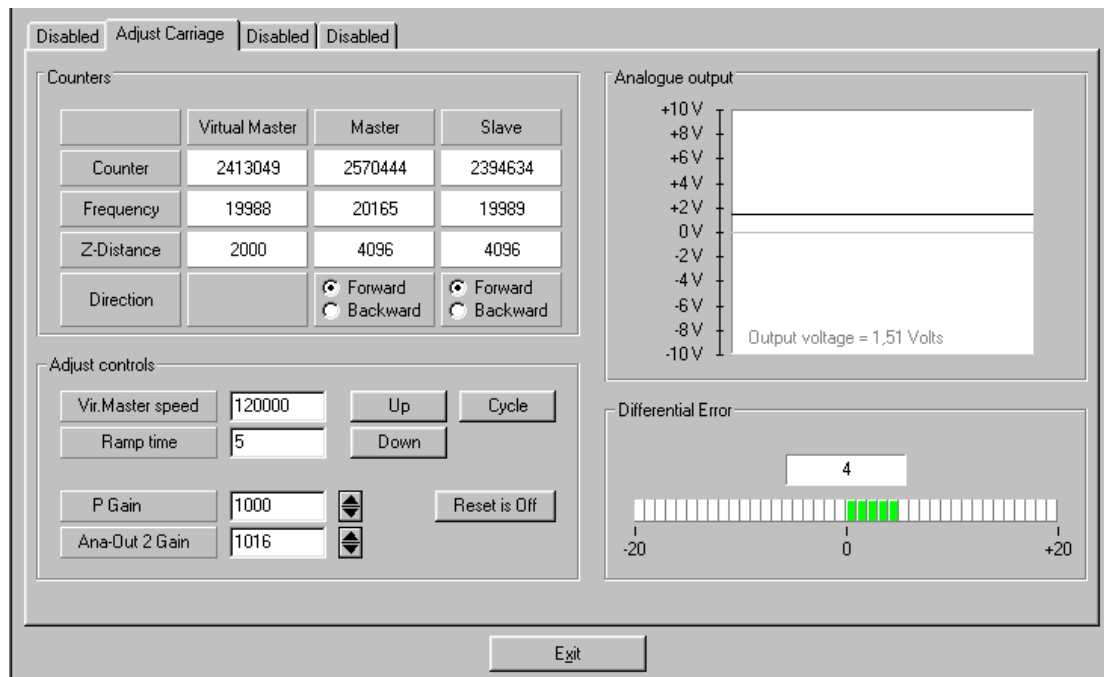 Disabled Adjust Carriage Disabled Disabled
Counters
Virtual Master Master Slave
Counter 2413049 2570444 2394634
Frequency 19988 20165 19989
Z-Distance 2000 4096 4096
Direction
Forward
Backward
Forward
Backward
Adjust controls
Vir.Master speed 120000 Up Cycle
Ramp time 5 Down
P Gain 1000 Reset is Off
Ana-Out 2 Gain 1016
Analogue output
+10 V
+8 V
+6 V
+4 V
+2 V
0 V
-2 V
-4 V
-6 V
-8 V
-10 V
Output voltage = 1,51 Volts
Differential Error
4
-20 0 +20
Exit